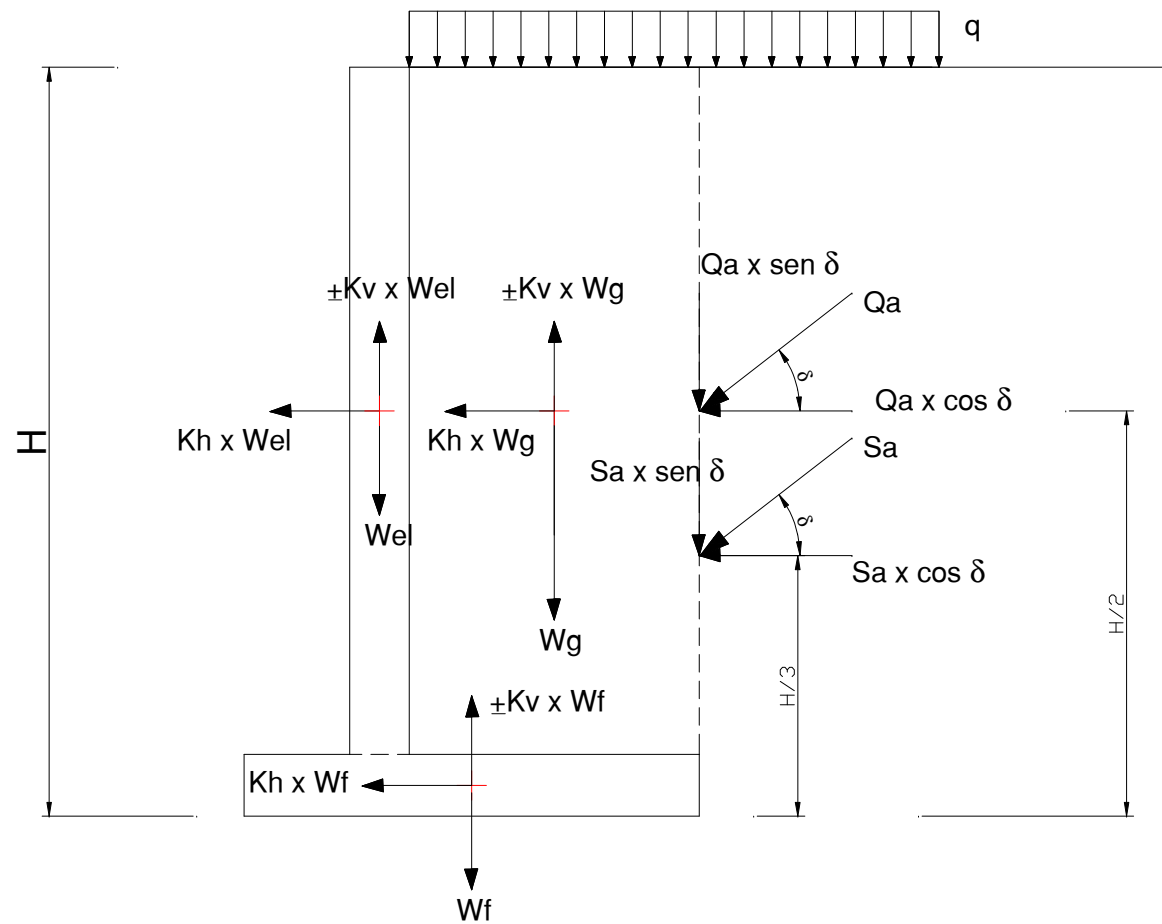 q
H
Qa x sen δ
±Kv x Wel
±Kv x Wg
Qa
δ
Qa x cos δ
Kh x Wel
Kh x Wg
Sa
Sa x sen δ
δ
Wel
Sa x cos δ
H/2
Wg
H/3
±Kv x Wf
Kh x Wf
Wf